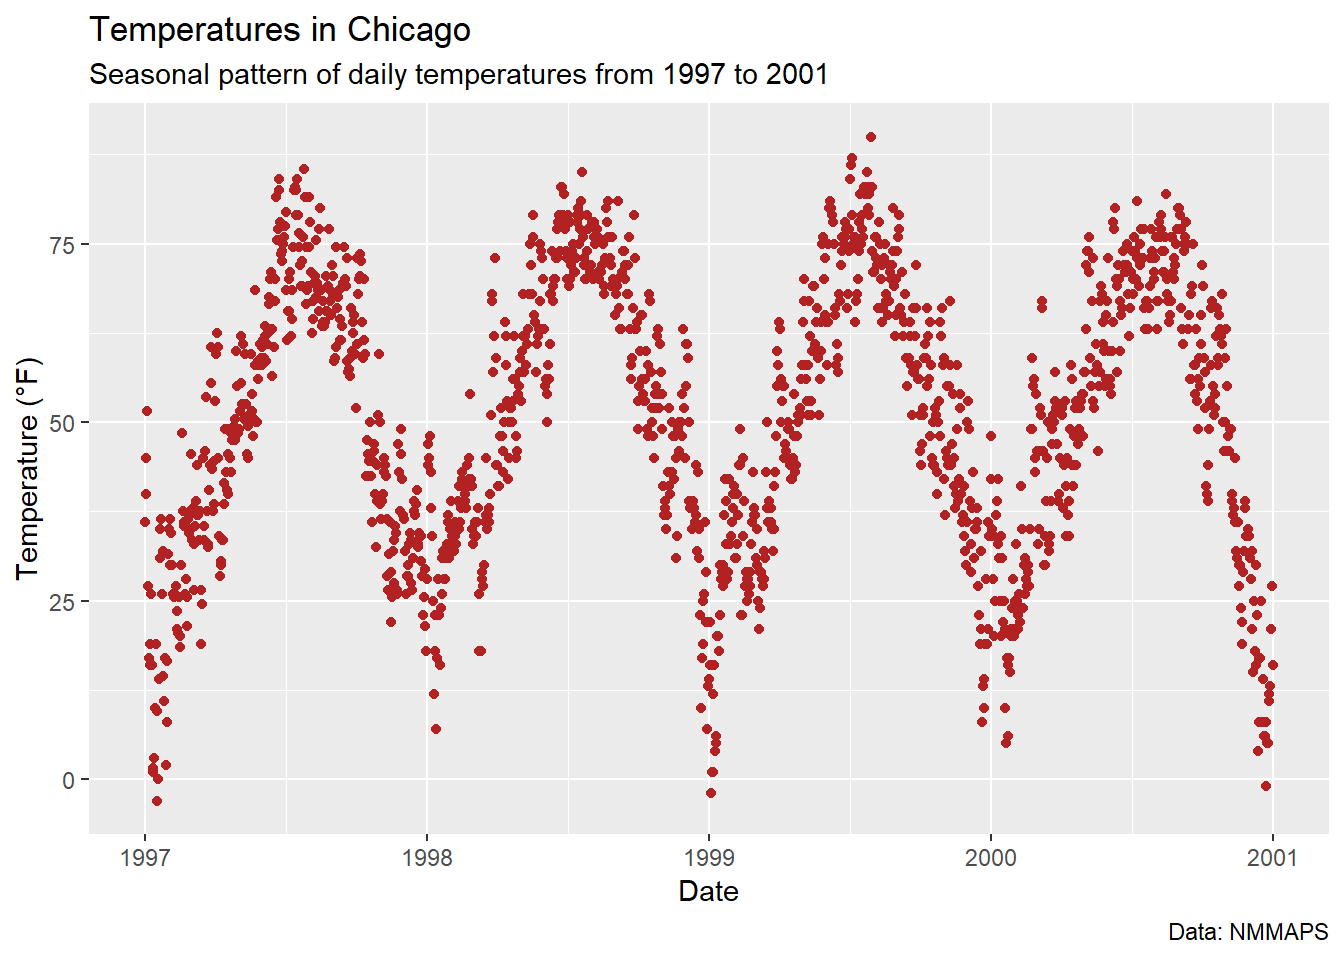 Temperatures in Chicago
Seasonal pattern of daily temperatures from 1997 to 2001
Temperature (°F)
75
50
25
0
1997 1998 1999 2000 2001
Date
Data: NMMAPS